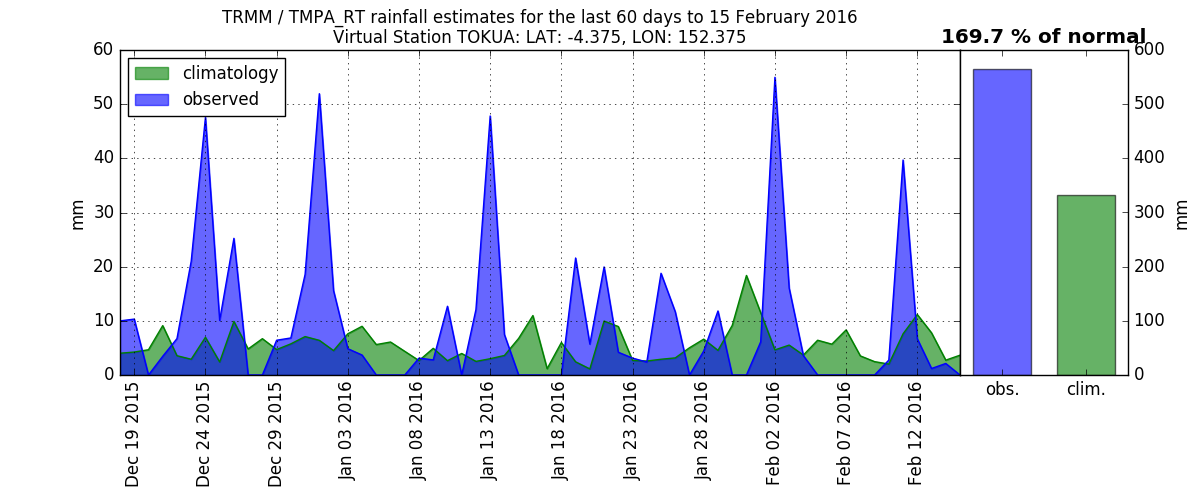 TRMM / TMPA_RT rainfall estimates for the last 60 days to 15 February 2016
Virtual Station TOKUA: LAT: -4.375, LON: 152.375
169.7 % of normal
climatology
observed
60
50
40
30
20
10
0
mm
600
500
400
300
200
100
0
mm
Dec 19 2015
Dec 24 2015
Dec 29 2015
Jan 03 2016
Jan 08 2016
Jan 13 2016
Jan 18 2016
Jan 23 2016
Jan 28 2016
Feb 02 2016
Feb 07 2016
Feb 12 2016
obs.
clim.